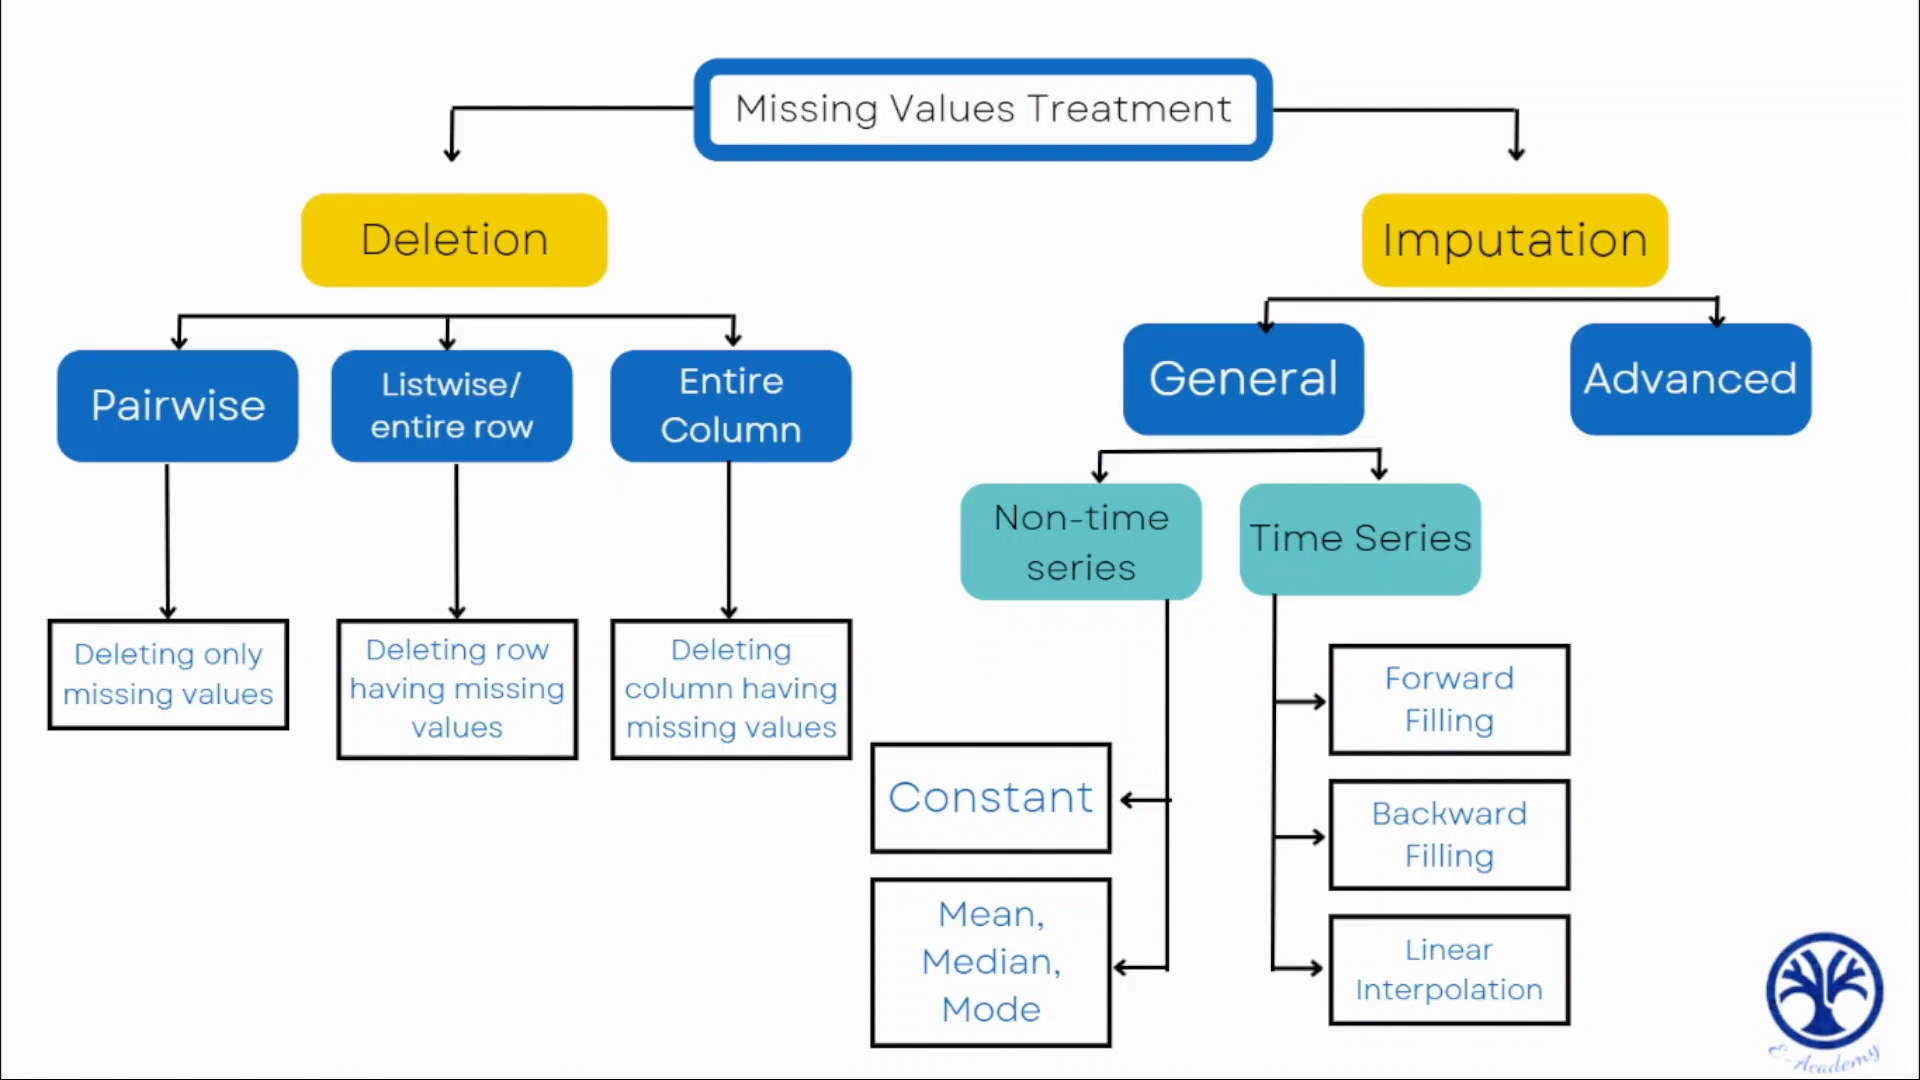 Missing Values Treatment
Deletion
Imputation
Pairwise
Listwise/
entire row
Entire
Column
General
Advanced
Non-time
series
Time Series
Deleting only
missing values
Deleting row
having missing
values
Deleting
column having
missing values
Forward
Filling
Constant
Backward
Filling
Mean,
Median,
Mode
Linear
Interpolation
E-Academy